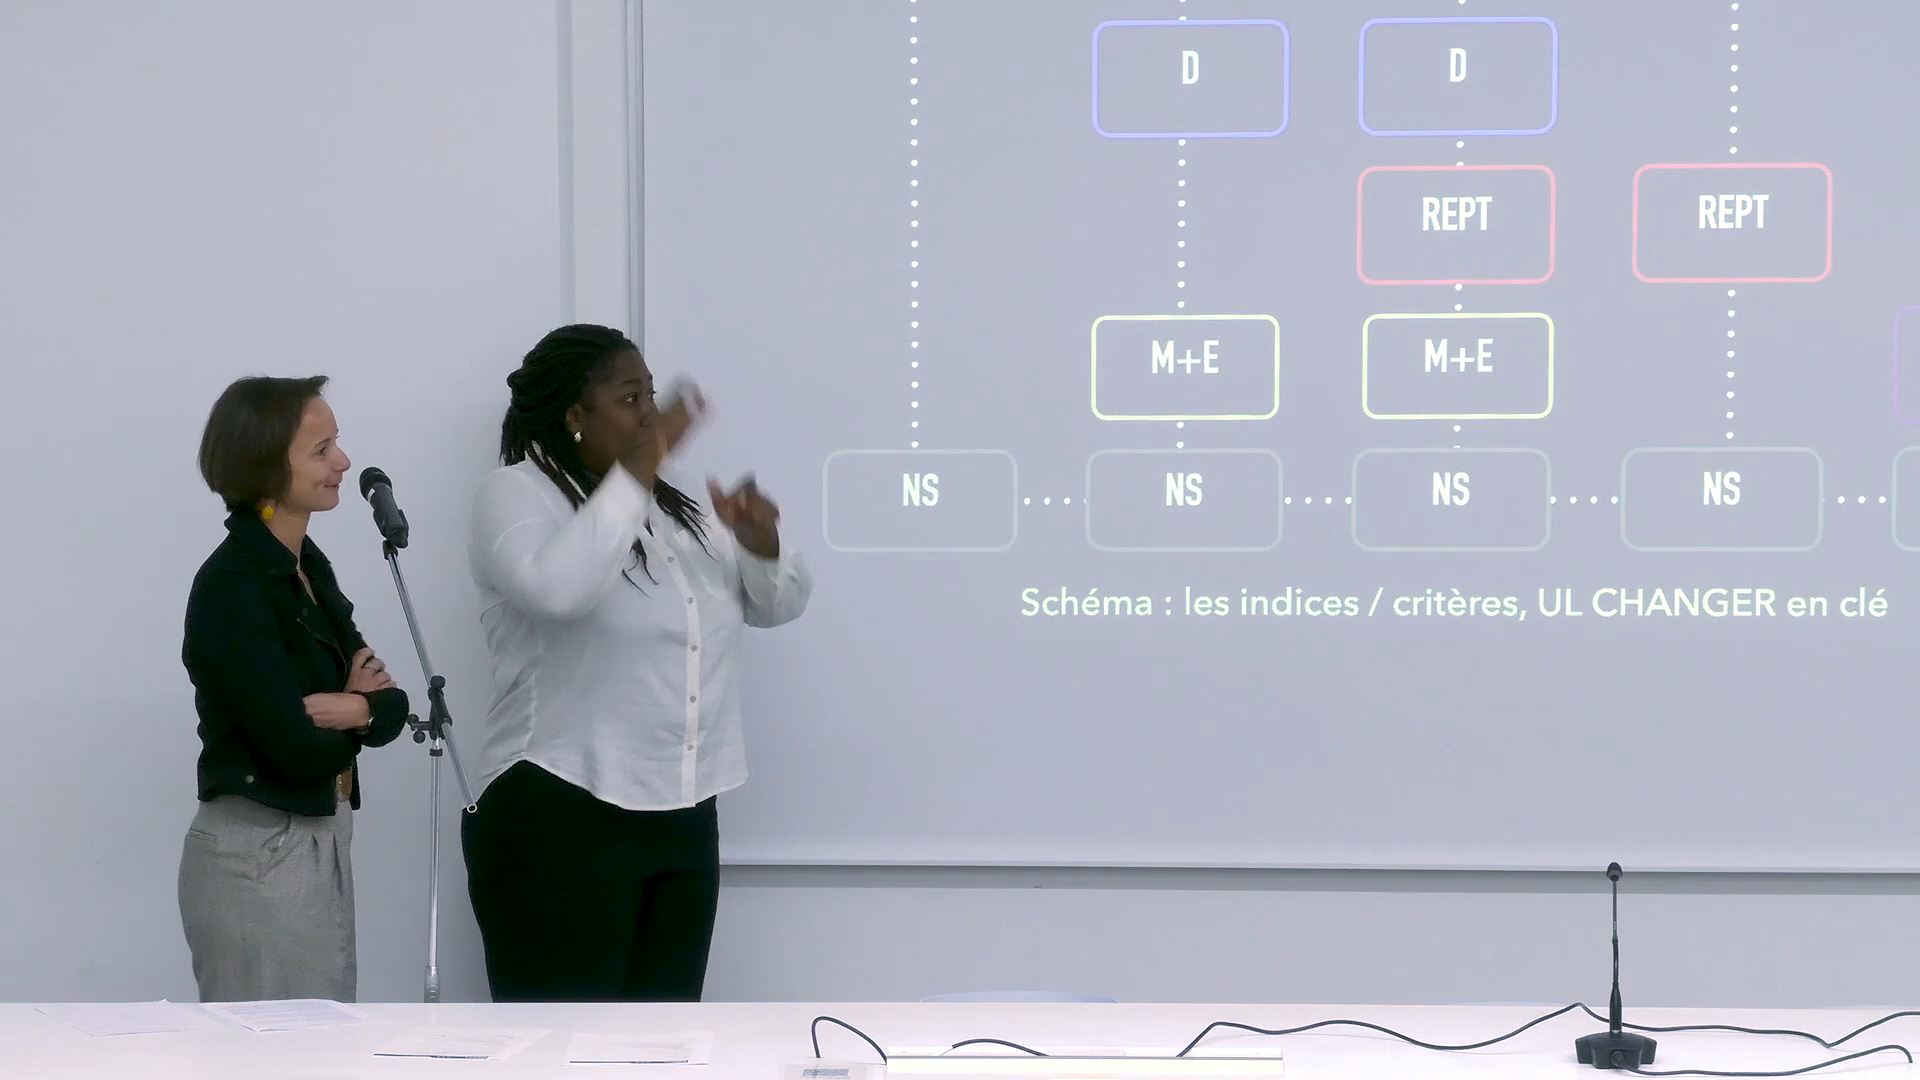 D D
REPT REPT
M+E M+E
NS NS NS NS
Schéma : les indices / critères, UL CHANGER en clé